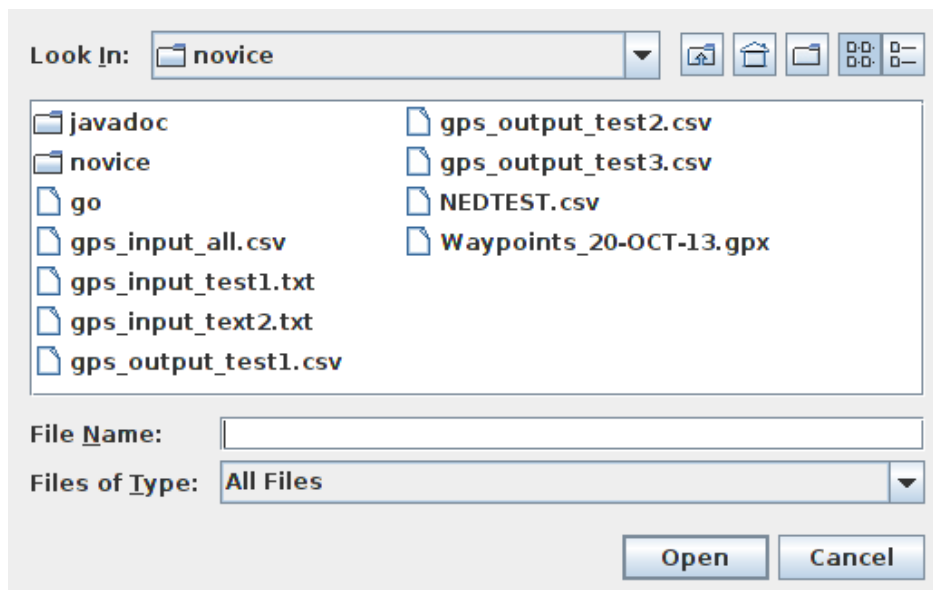 Look In: novice
javadoc
novice
go
gps_input_all.csv
gps_input_test1.txt
gps_input_text2.txt
gps_output_test1.csv
gps_output_test2.csv
gps_output_test3.csv
NEDTEST.csv
Waypoints_20-OCT-13.gpx
File Name:
Files of Type: All Files
Open Cancel